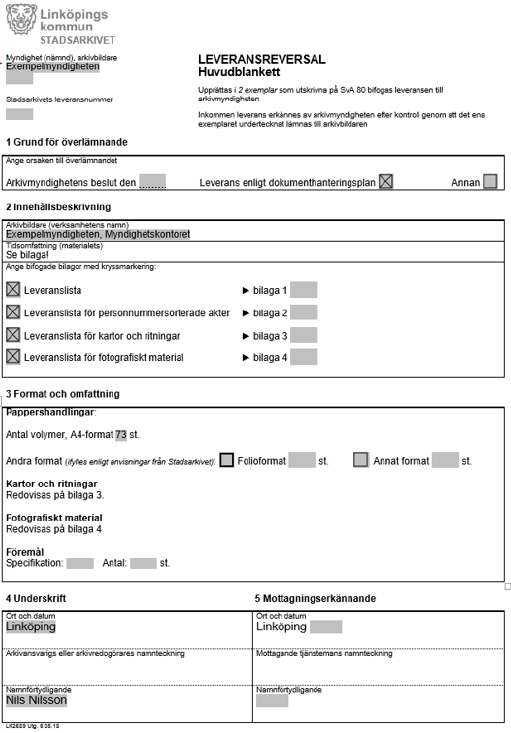 Linköpings
kommun
STADSARKIVET
Myndighet (nämnd), arkivbildare
Exempelmyndigheten
Stadsarkivets leveransnummer
LEVERANSREVERSAL
Huvudblankett
Upprättas i 2 exemplar som utskrivna på SvA 80 bifogas leveransen till
arkivmyndigheten
Inkommen leverans erkännes av arkivmyndigheten efter kontroll genom att det ena
exemplaret undertecknat lämnas till arkivbildaren
1 Grund för överlämnande
Ange orsaken till överlämnandet
Arkivmyndighetens beslut den Leverans enligt dokumenthanteringsplan Annan
2 Innehållsbeskrivning
Arkivbildare (verksamhetens namn)
Exempelmyndigheten, Myndighetskontoret
Tidsomfattning (materialets)
Se bilaga!
Ange bifogade bilagor med kryssmarkering:
Leveranslista ► bilaga 1
Leveranslista för personnummersorterade akter ► bilaga 2
Leveranslista för kartor och ritningar ► bilaga 3
Leveranslista för fotografiskt material ► bilaga 4
3 Format och omfattning
Pappershandlingar:
Antal volymer, A4-format 73 st.
Andra format (ifylles enligt anvisningar från Stadsarkivet): Folioformat st. Annat format st.
Kartor och ritningar
Redovisas på bilaga 3.
Fotografiskt material
Redovisas på bilaga 4
Föremål
Specifikation: Antal: st.
4 Underskrift
Ort och datum
Linköping
Arkivansvarigs eller arkivredogörares namnteckning
Namnförtydligande
Nils Nilsson
5 Mottagningserkännande
Ort och datum
Linköping
Mottagande tjänstemans namnteckning
Namnförtydligande